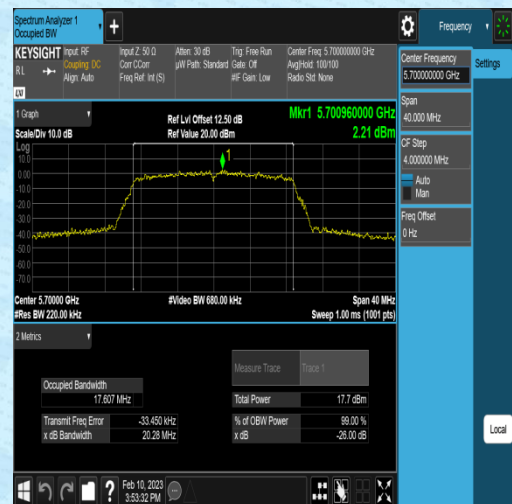 Spectrum Analyzer 1
Occupied BW
+
Frequency
KEYSIGHT
RL
Input: RF
Coupling: DC
Align: Auto
Input Z: 50 Ω
Corr CCorr
Freq Ref: Int (S)
Atten: 30 dB
µW Path: Standard
Trig: Free Run
Gate: Off
#IF Gain: Low
Center Freq: 5.700000000 GHz
Avg|Hold: 100/100
Radio Std: None
LXI
1 Graph
Scale/Div 10.0 dB
Ref Lvl Offset 12.50 dB
Ref Value 20.00 dBm
Mkr1 5.700960000 GHz
2.21 dBm
Log
10.0
0.00
-10.0
-20.0
-30.0
-40.0
-50.0
-60.0
-70.0
1
Center 5.70000 GHz
#Res BW 220.00 kHz
#Video BW 680.00 kHz
Span 40 MHz
Sweep 1.00 ms (1001 pts)
2 Metrics
Measure Trace
Trace 1
Occupied Bandwidth
17.607 MHz
Total Power
17.7 dBm
Transmit Freq Error
-33.450 kHz
% of OBW Power
99.00 %
x dB Bandwidth
20.28 MHz
x dB
-26.00 dB
Feb 10, 2023
3:53:32 PM
?
Center Frequency
5.700000000 GHz
Settings
Span
40.000 MHz
CF Step
4.000000 MHz
Auto
Man
Freq Offset
0 Hz
Local